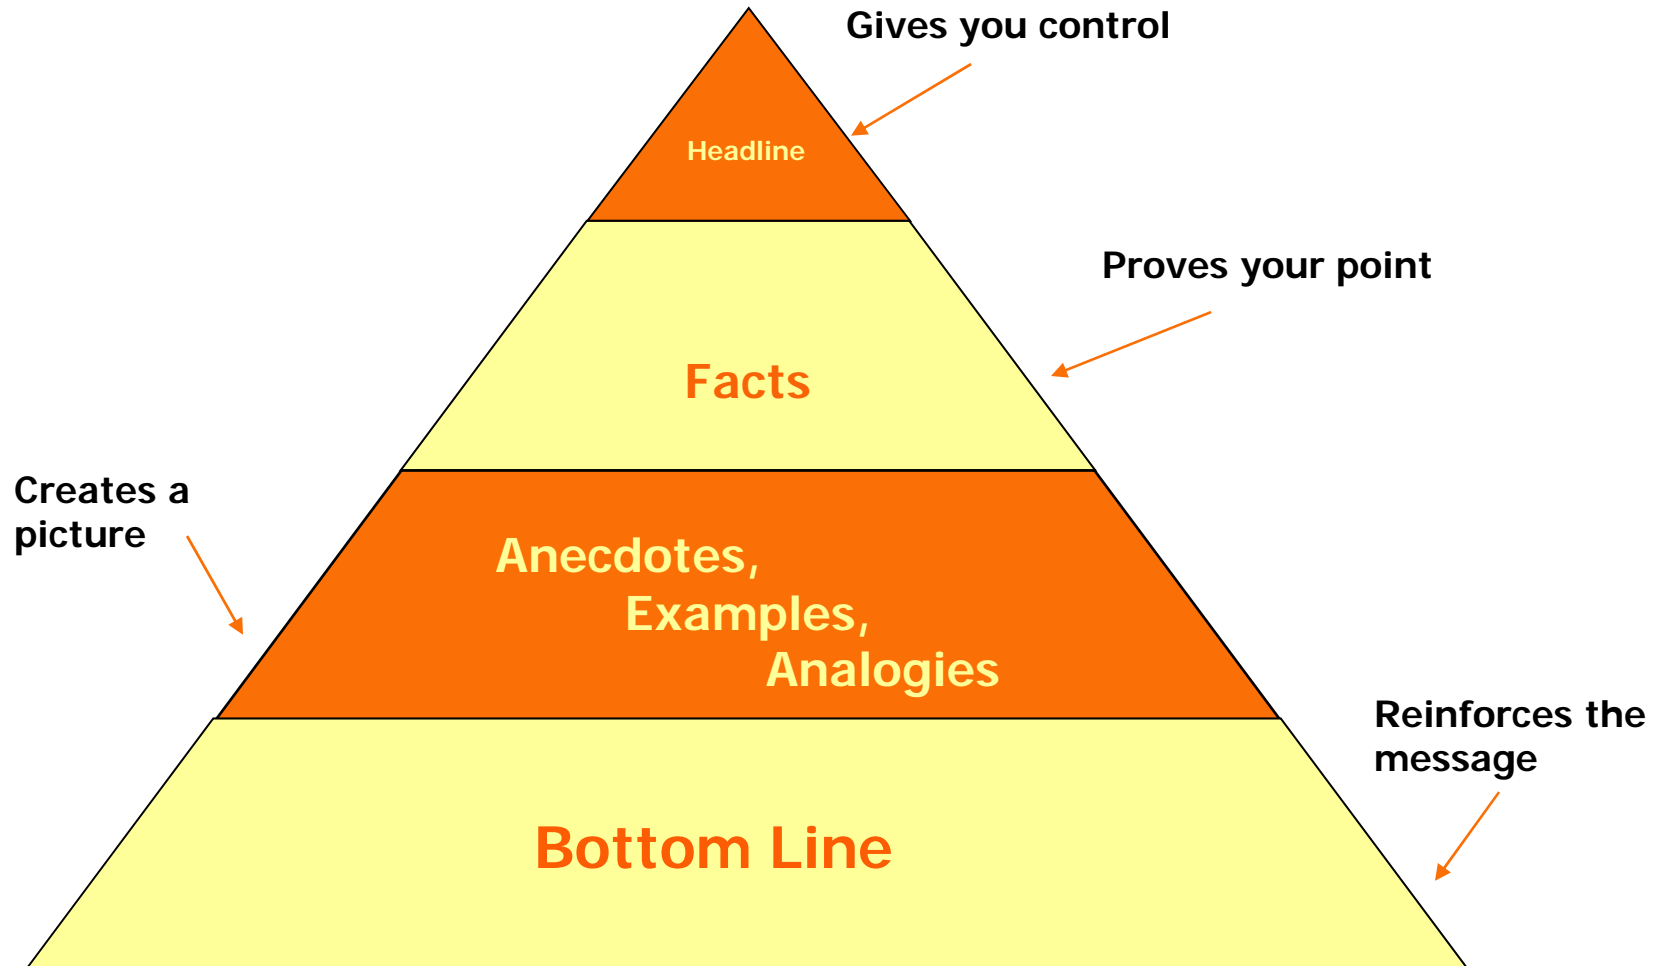 Gives you control
Headline
Proves your point
Facts
Creates a
picture
Anecdotes,
Examples,
Analogies
Reinforces the
message
Bottom Line